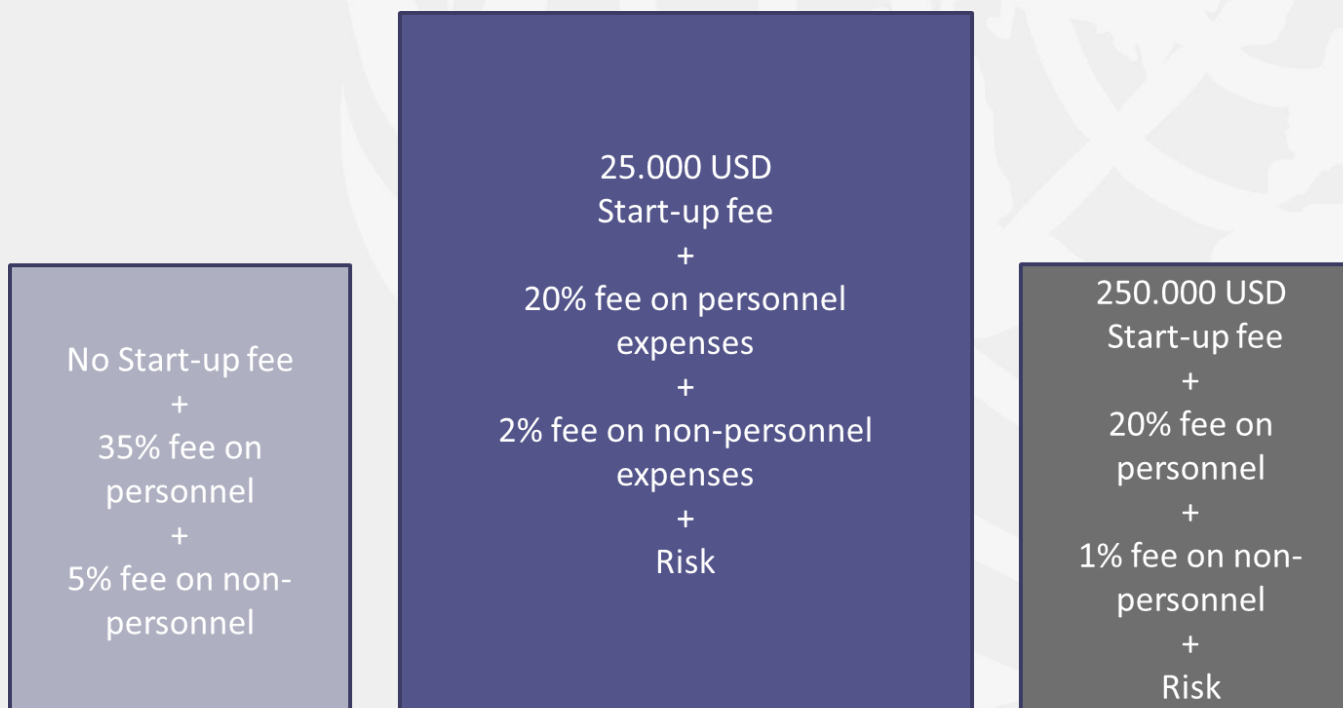 No Start-up fee
+
35% fee on
personnel
+
5% fee on non-
personnel
25.000 USD
Start-up fee
+
20% fee on personnel
expenses
+
2% fee on non-personnel
expenses
+
Risk
250.000 USD
Start-up fee
+
20% fee on
personnel
+
1% fee on non-
personnel
+
Risk